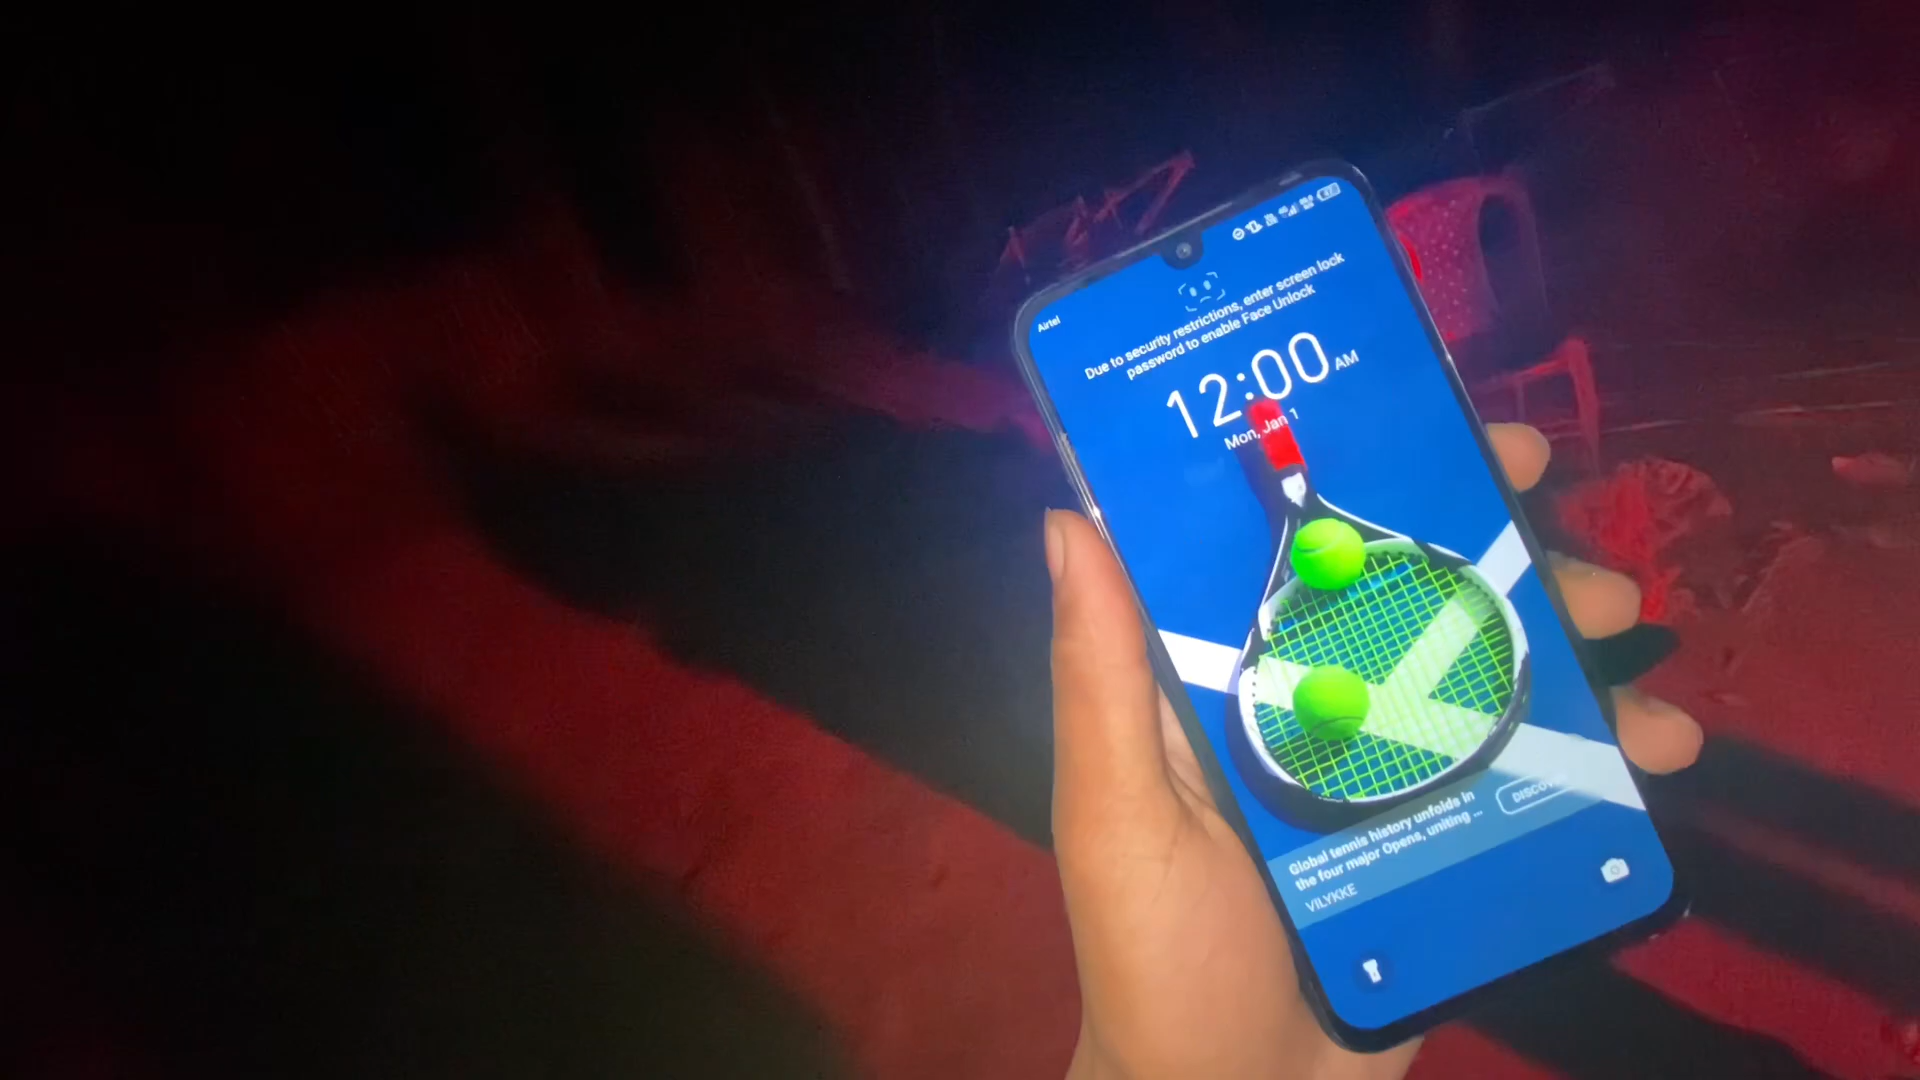 Airtel
Due to security restrictions, enter screen lock
password to enable Face Unlock
12:00 AM
Mon, Jan 1
Global tennis history unfolds in
the four major Opens, uniting ...
VILYKKE